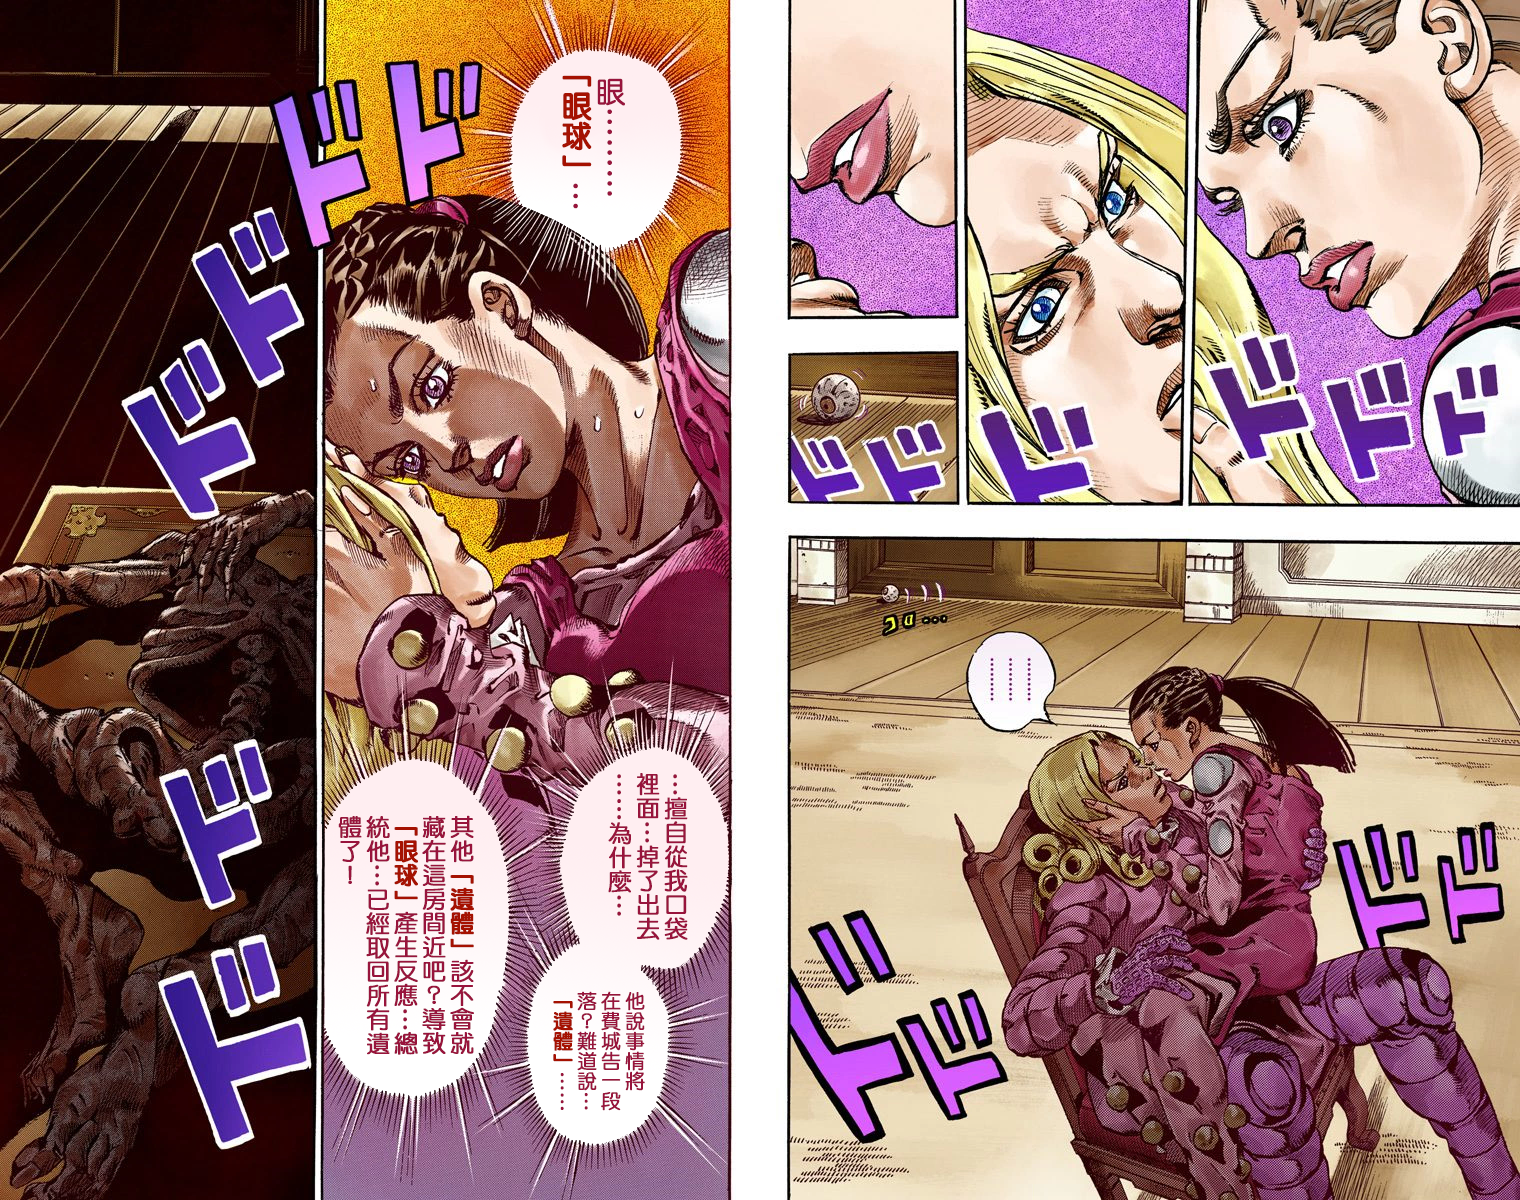 ドドドド
ドドド
コロ・・・
………
………
ドド
ドド
眼…………
「眼球」…
ドド
ドド
…擅自從我口袋
裡面…掉了出去
……為什麼…
他說事情將
在費城告一段
落？難道說…
「遺體」……
其他「遺體」該不會就
藏在這房間近吧？導致
「眼球」產生反應…總
統他…已經取回所有遺
體了！
ド
ド